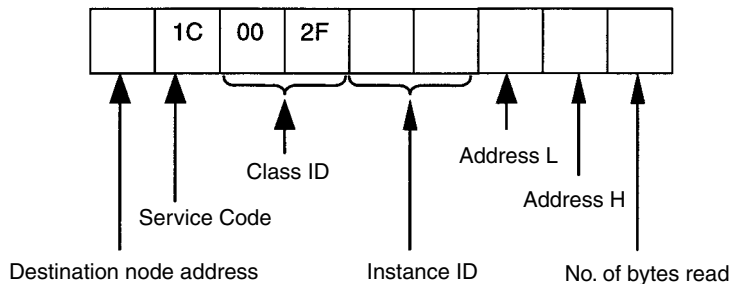 1C 00 2F
Address L
Class ID
Address H
Service Code
Destination node address Instance ID No. of bytes read